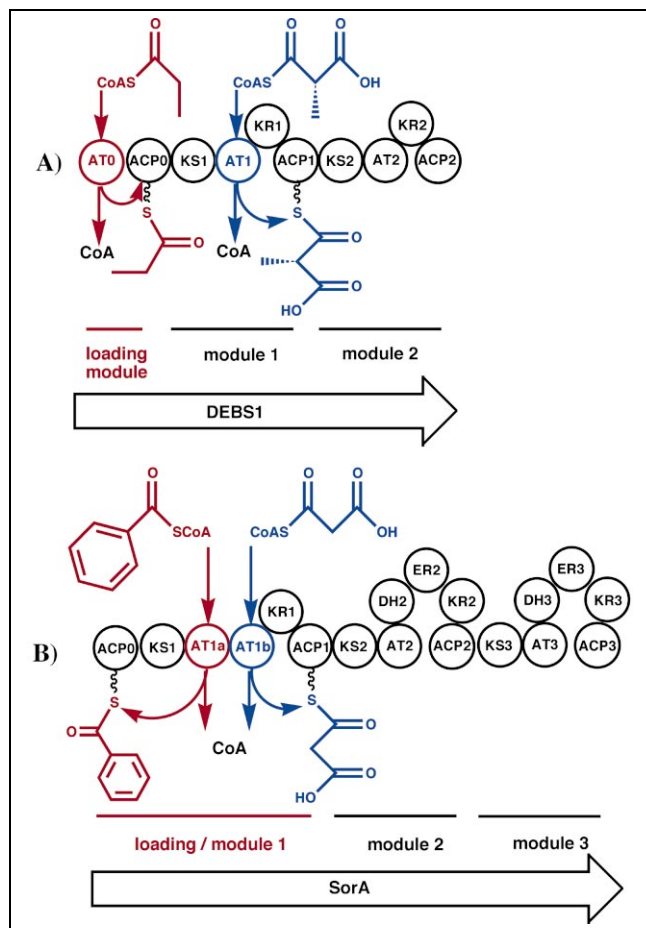 O
O
O
CoAS
CoAS
OH
KR1
KR2
A)
AT0
ACP0
KS1
AT1
ACP1
KS2
AT2
ACP2
S
S
CoA
O
CoA
O
HO
O
loading
module
module 1
module 2
DEBS1
O
O
O
SCoA
CoAS
OH
ER2
ER3
KR1
DH2
KR2
DH3
KR3
B)
ACP0
KS1
AT1a
AT1b
ACP1
KS2
AT2
ACP2
KS3
AT3
ACP3
S
S
O
CoA
O
O
HO
loading / module 1
module 2
module 3
SorA